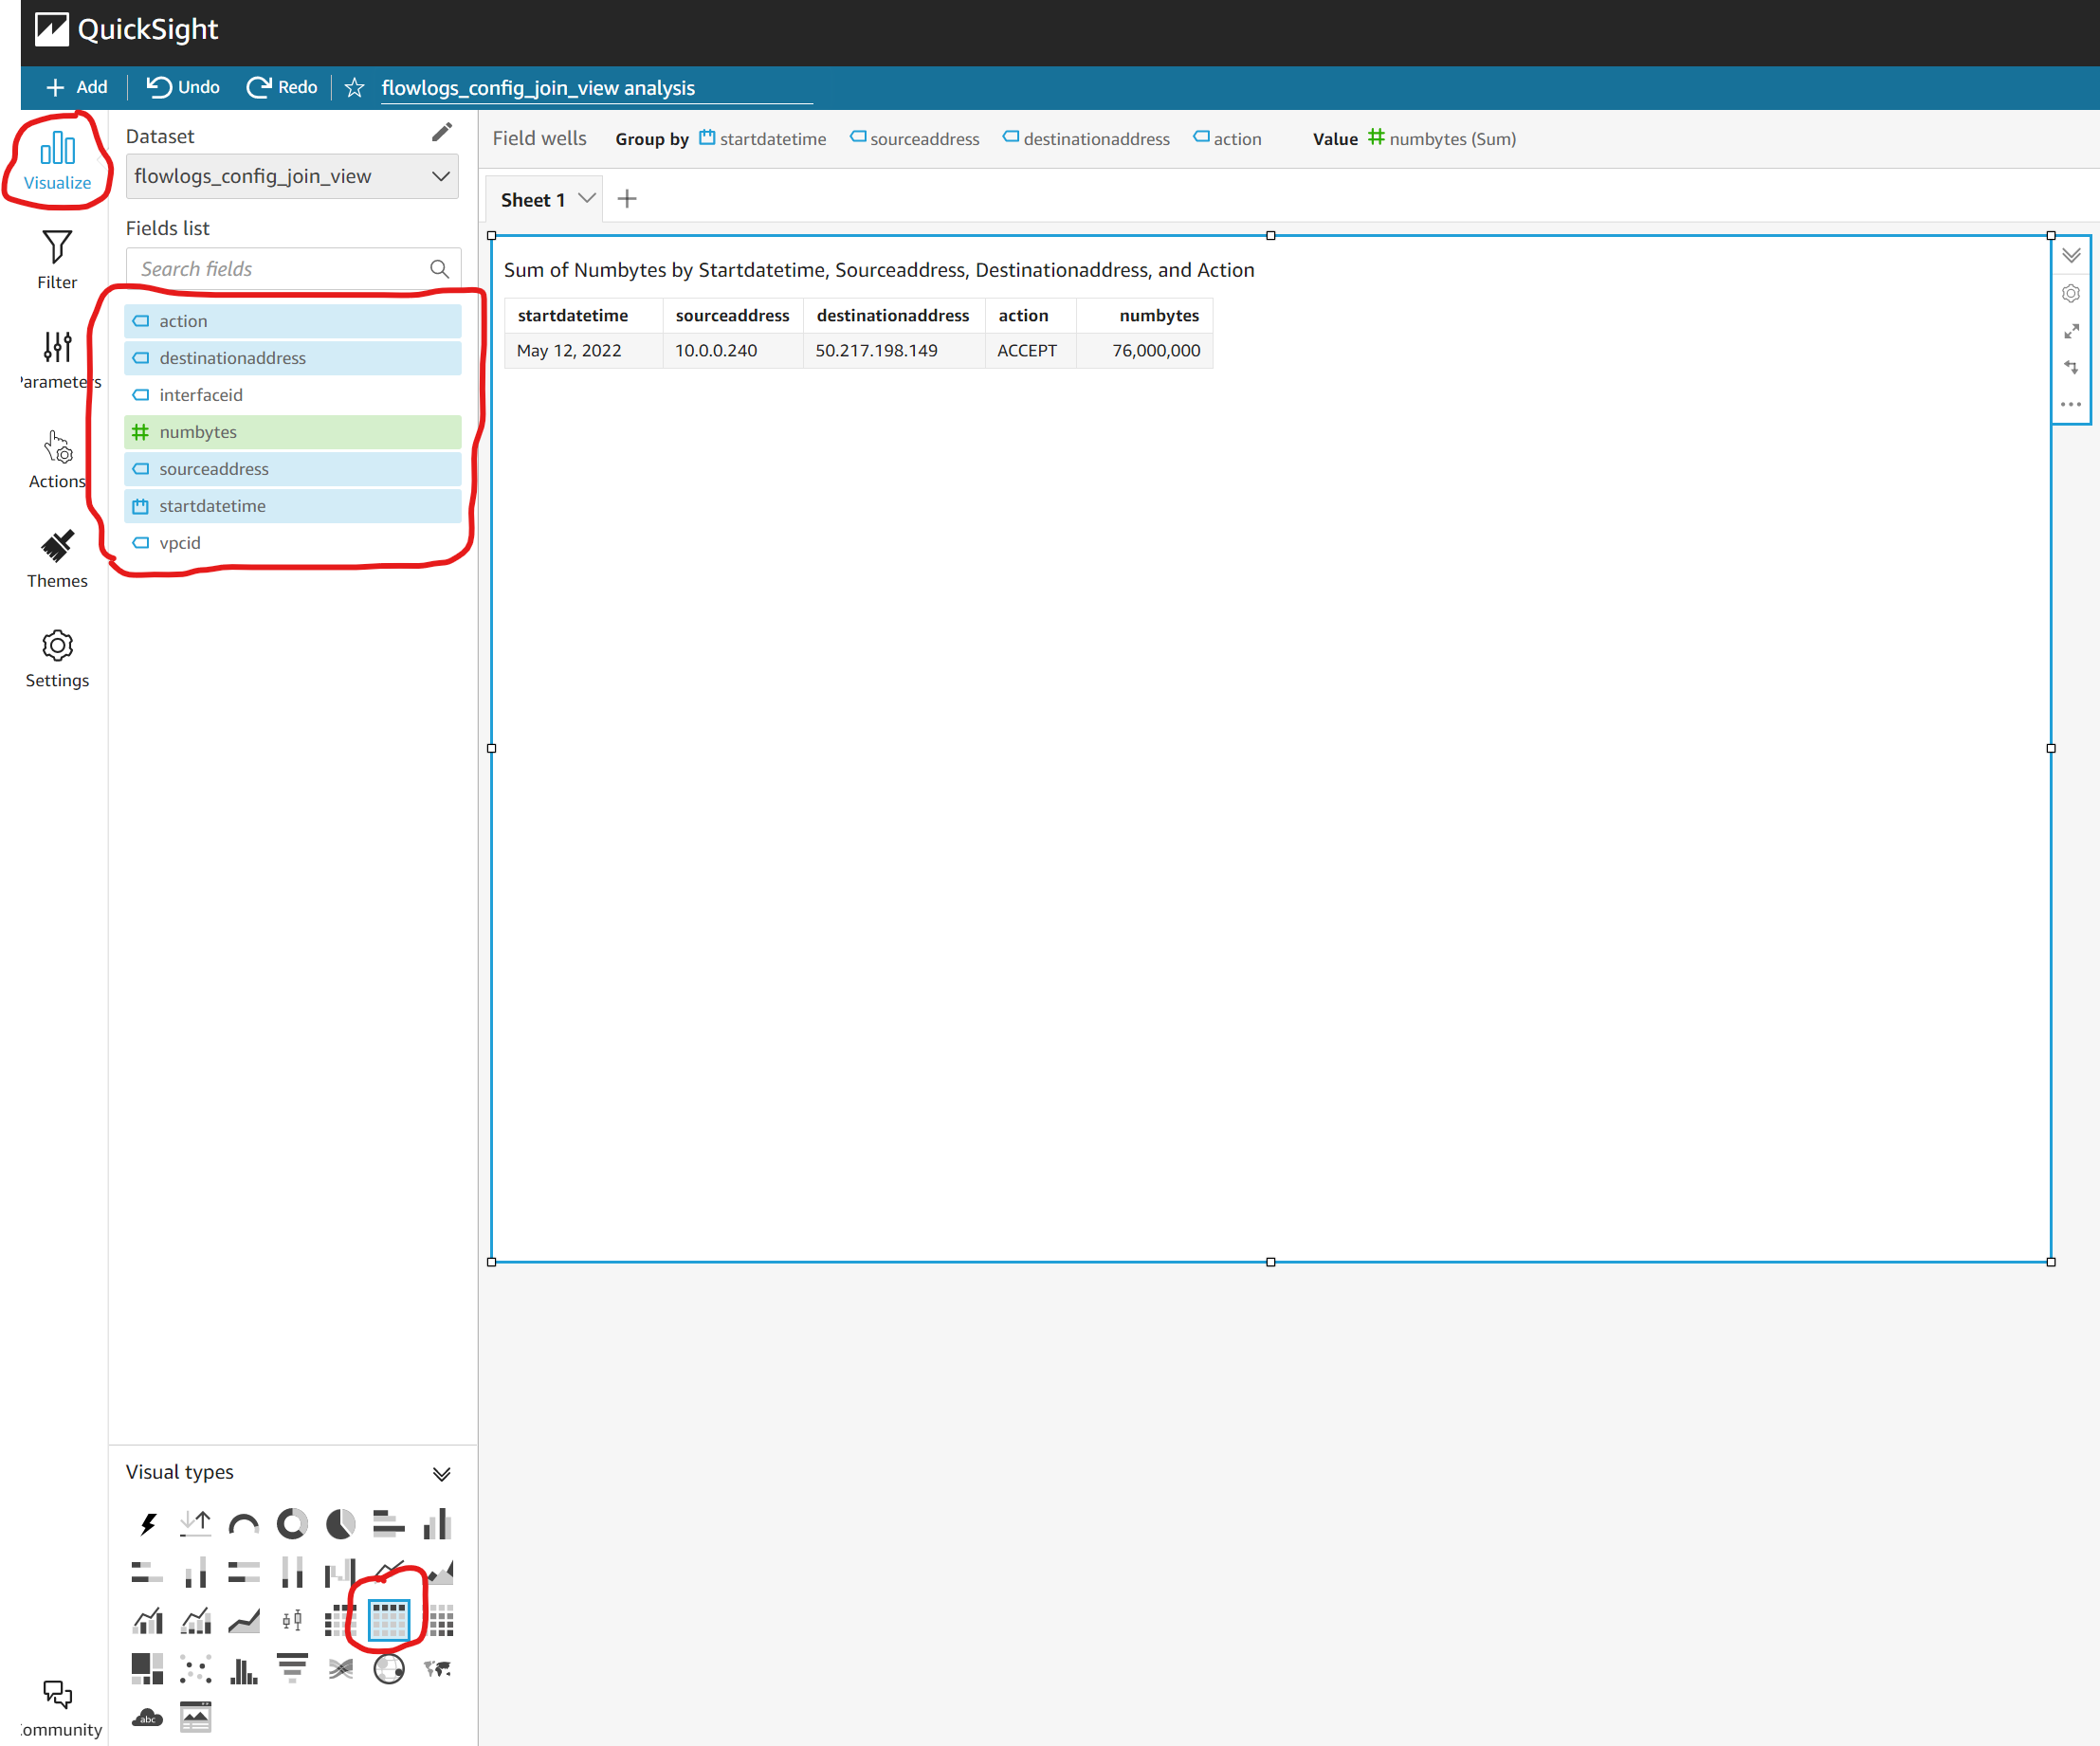 QuickSight
Add Undo Redo flowlogs_config_join_view analysis
Visualize
Filter
Parameters
Actions
Themes
Settings
Community
Dataset
flowlogs_config_join_view
Fields list
Search fields
action
destinationaddress
interfaceid
numbytes
sourceaddress
startdatetime
vpcid
Visual types
abc
Field wells Group by startdatetime sourceaddress destinationaddress action Value numbytes (Sum)
Sheet 1
Sum of Numbytes by Startdatetime, Sourceaddress, Destinationaddress, and Action
startdatetime sourceaddress destinationaddress action numbytes
May 12, 2022 10.0.0.240 50.217.198.149 ACCEPT 76,000,000